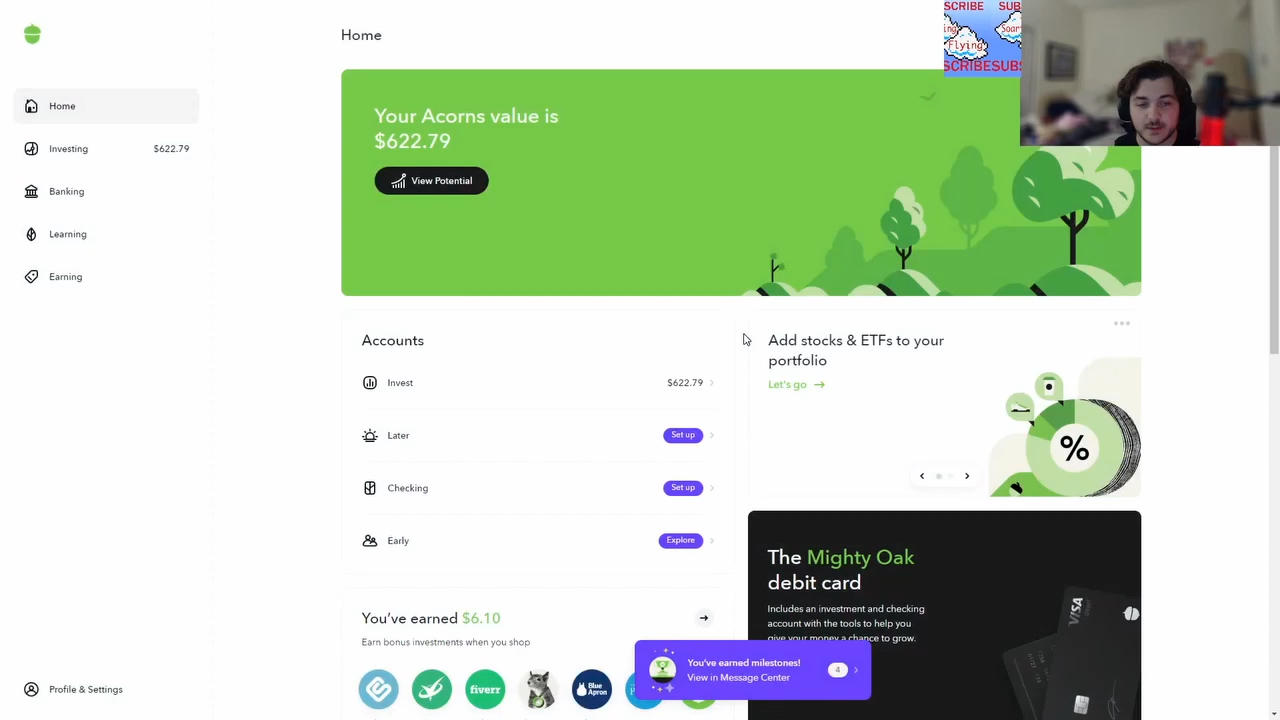 Home
SCRIBE SUB
ing
Flying
Soar
SCRIBESUBS
Your Acorns value is
$622.79
View Potential
Home
Investing $622.79
Banking
Learning
Earning
Profile & Settings
Accounts
Invest $622.79
Later Set up
Checking Set up
Early Explore
Add stocks & ETFs to your
portfolio
Let's go
%
The Mighty Oak
debit card
Includes an investment and checking
account with the tools to help you
give your money a chance to grow.
VISA
You've earned $6.10
Earn bonus investments when you shop
fiverr
Blue
Apron
You've earned milestones!
View in Message Center
4